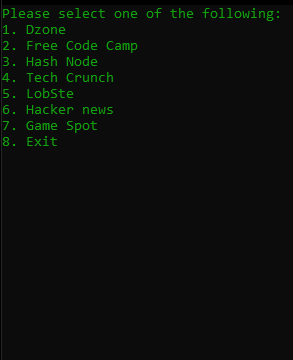 Please select one of the following:
1. Dzone
2. Free Code Camp
3. Hash Node
4. Tech Crunch
5. LobSte
6. Hacker news
7. Game Spot
8. Exit